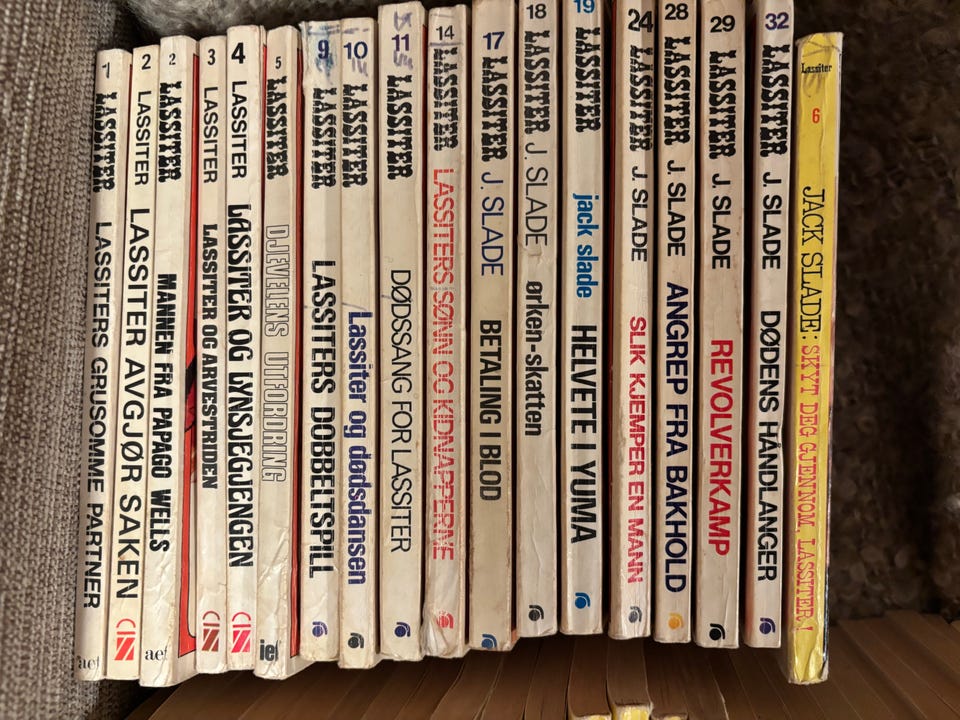 1 LASSITER LASSITERS GRUSOMME PARTNER aet
2 LASSITER LASSITER AVGJØR SAKEN
2 LASSITER MANNEN FRA PAPAGO WELLS aet
3 LASSITER LASSITER OG ARVESTRIDEN
4 LASSITER LASSITER OG LYNSJEGJENGEN
5 LASSITER DJEVELENS UTFORDRING
9 LASSITER LASSITERS DOBBELTSPILL
10 LASSITER Lassiter og dødsdansen
11 LASSITER DØDSSANG FOR LASSITER
14 LASSITER LASSITERS SØNN OG KIDNAPPERNE
17 LASSITER J. SLADE BETALING I BLOD
18 LASSITER J. SLADE ørken-skatten
19 LASSITER jack slade HELVETE I YUMA
24 LASSITER J. SLADE SLIK KJEMPER EN MANN
28 LASSITER J. SLADE ANGREP FRA BAKHOLD
29 LASSITER J. SLADE REVOLVERKAMP
32 LASSITER J. SLADE DØDENS HÅNDLANGER
Lassiter 6 JACK SLADE: SKYT DEG GJENNOM, LASSITER!